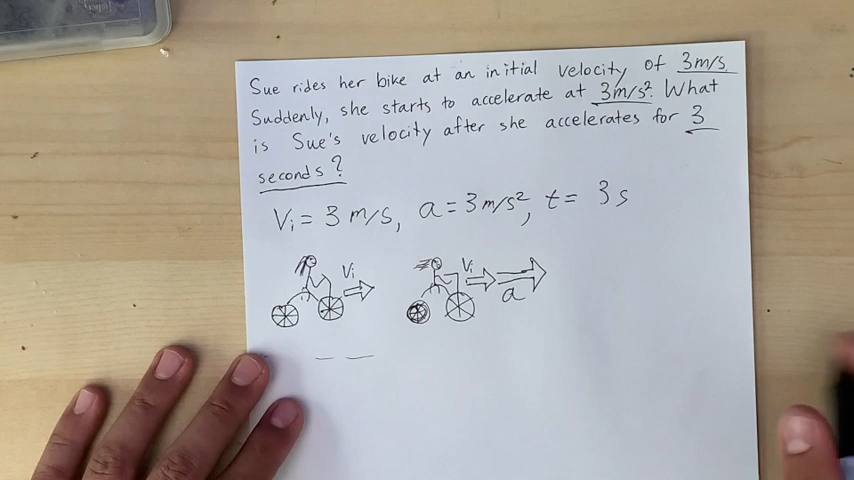 Sue rides her bike at an initial velocity of 3m/s.
Suddenly, she starts to accelerate at 3m/s². What
is Sue's velocity after she accelerates for 3
seconds?
Vi = 3 m/s, a = 3 m/s², t = 3 s
Vi Vi
a